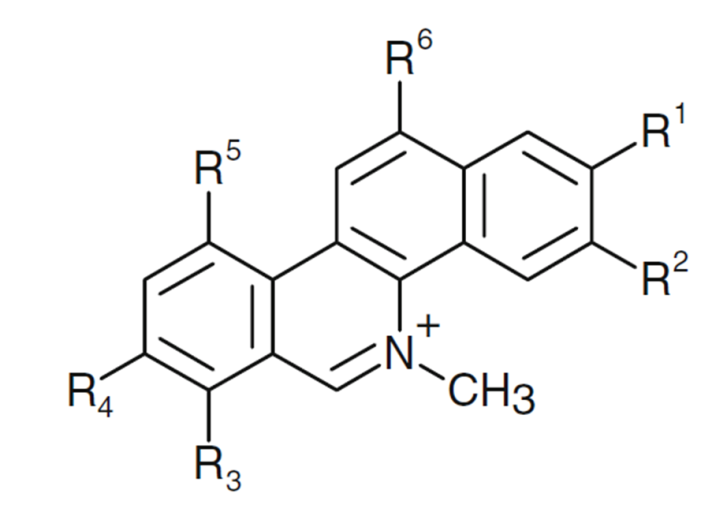 R⁶
R¹
R⁵
R²
N⁺
CH₃
R₄
R₃